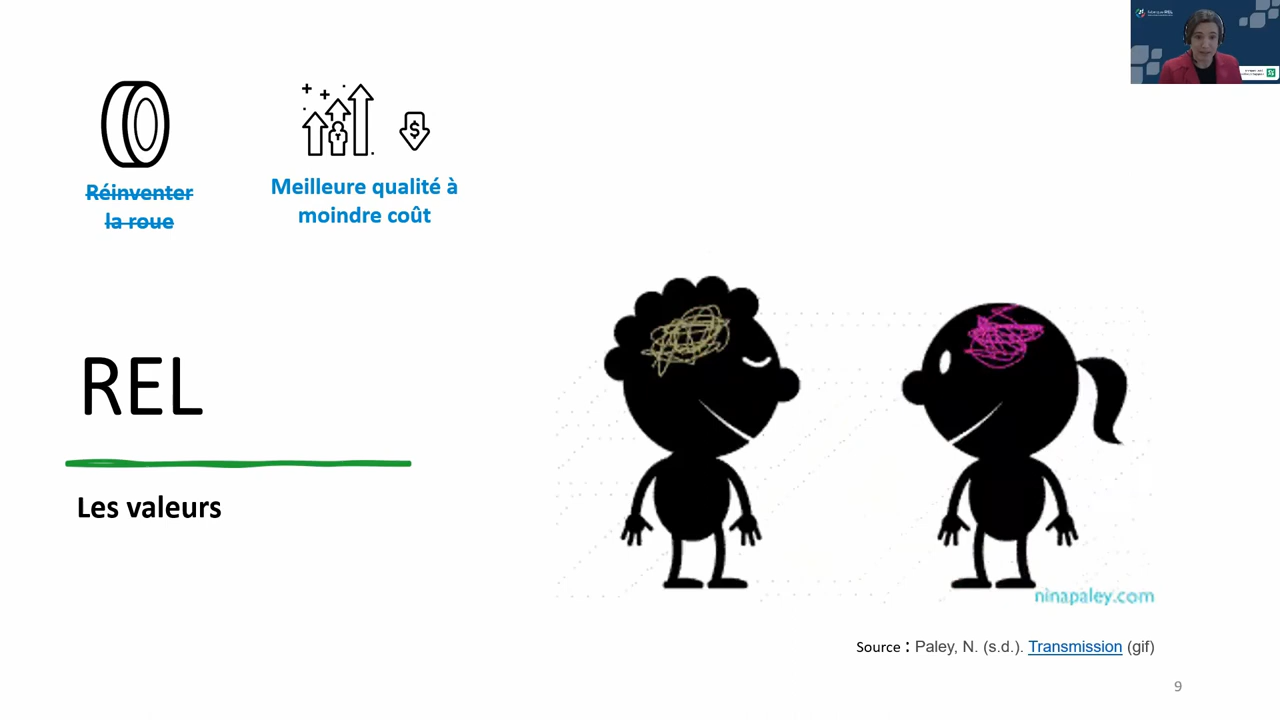 Réinventer
la roue
Meilleure qualité à
moindre coût
REL
Les valeurs
ninapaley.com
Source : Paley, N. (s.d.). Transmission (gif)
9